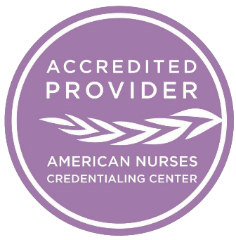 ACCREDITED
PROVIDER
AMERICAN NURSES
CREDENTIALING CENTER